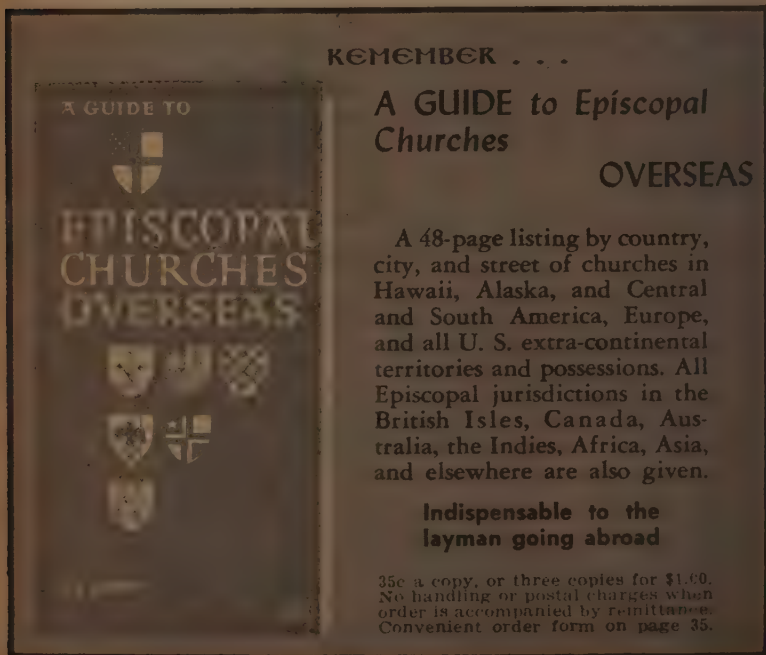 REMEMBER . . .
A GUIDE TO
EPISCOPAL
CHURCHES
OVERSEAS
A GUIDE to Episcopal
Churches
OVERSEAS
A 48-page listing by country,
city, and street of churches in
Hawaii, Alaska, and Central
and South America, Europe,
and all U. S. extra-continental
territories and possessions. All
Episcopal jurisdictions in the
British Isles, Canada, Aus-
tralia, the Indies, Africa, Asia,
and elsewhere are also given.
Indispensable to the
layman going abroad
35c a copy, or three copies for $1.00.
No handling or postal charges when
order is accompanied by remittance.
Convenient order form on page 35.